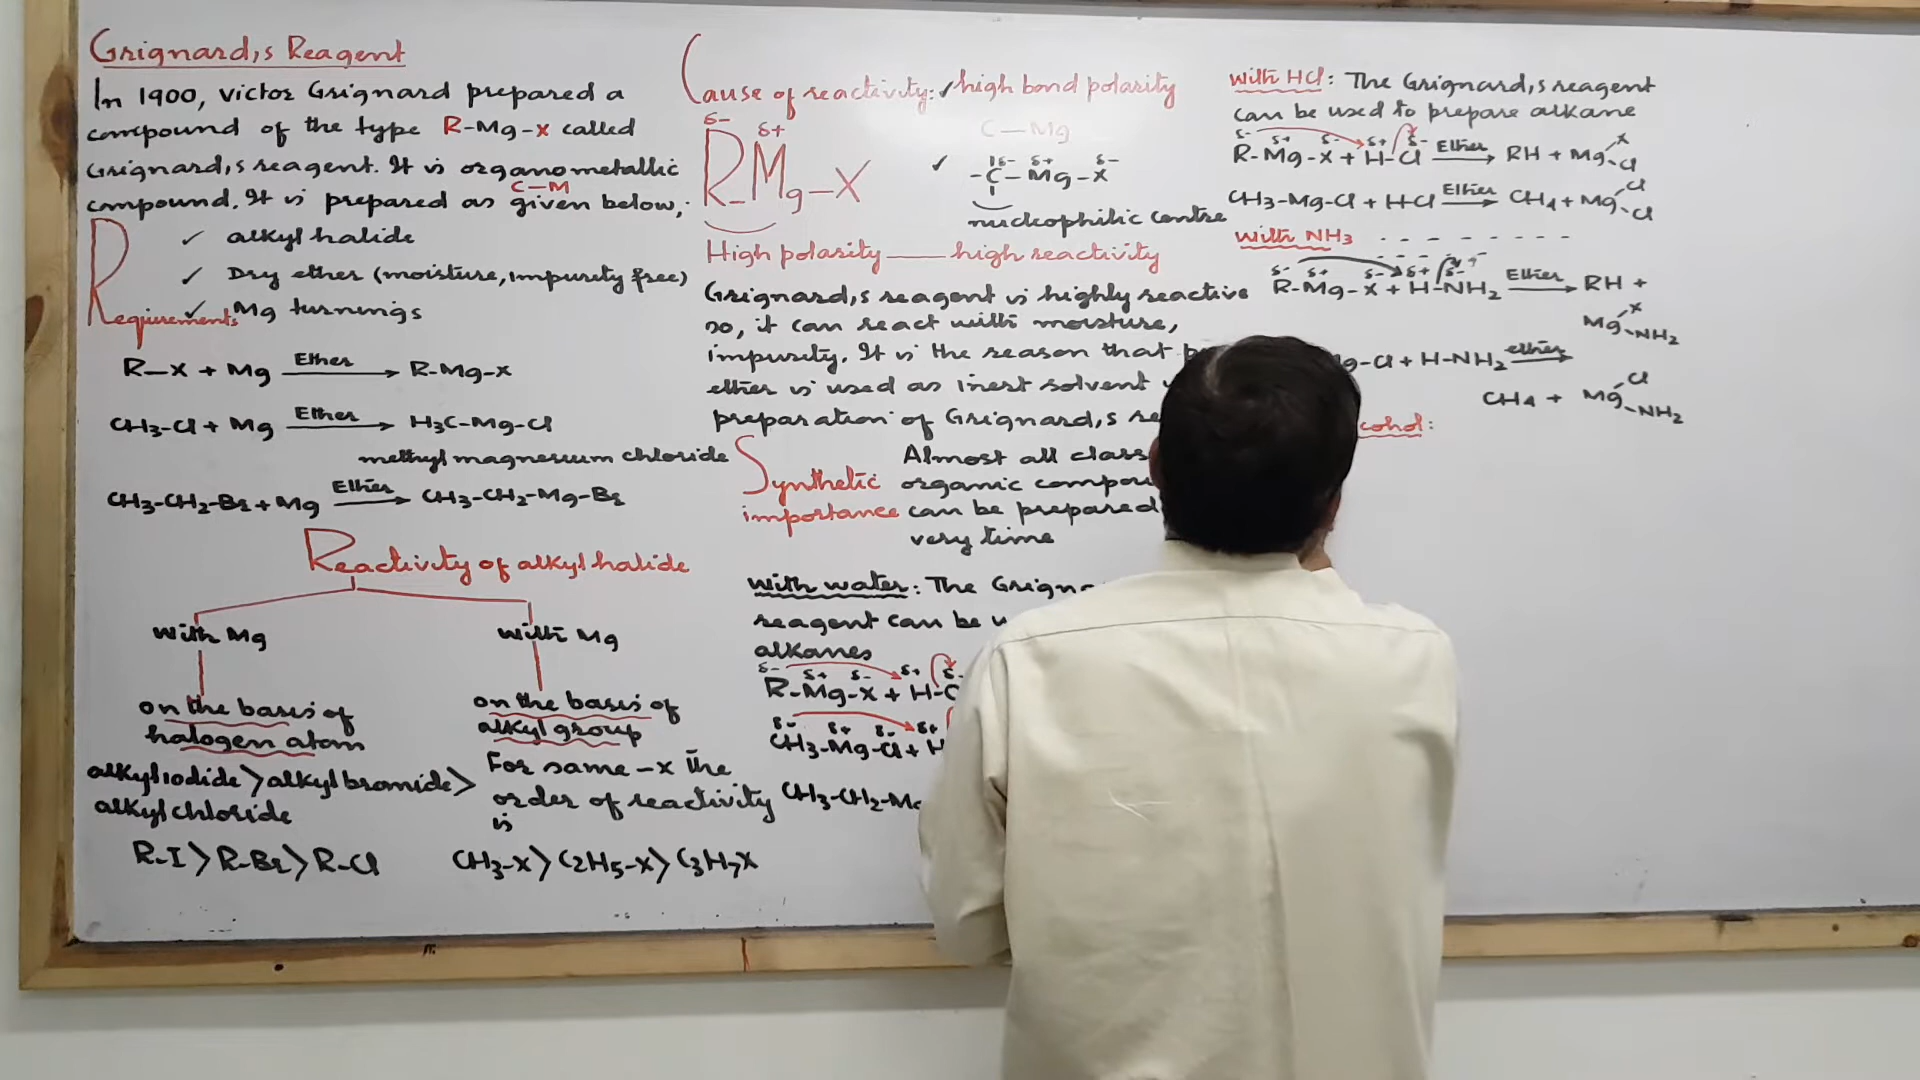 Grignard,s Reagent
In 1900, victor Grignard prepared a
compound of the type R-Mg-X called
Grignard,s reagent. It is organometallic
C-M
compound. It is prepared as given below,:
Requirements
✓ alkyl halide
✓ Dry ether (moisture, impurity free)
✓ Mg turnings
R-X + Mg Ether → R-Mg-X
CH3-Cl + Mg Ether → H3C-Mg-Cl
methyl magnesium chloride
CH3-CH2-Br + Mg Ether → CH3-CH2-Mg-Br
Reactivity of alkyl halide
with Mg
on the basis of
halogen atom
alkyl iodide > alkyl bromide >
alkyl chloride
R-I > R-Br > R-Cl
with Mg
on the basis of
alkyl group
For same -X the
order of reactivity
is
CH3-X > C2H5-X > C3H7X
Cause of reactivity: ✓ high bond polarity
C-Mg
δ- δ+
R-Mg-X
✓ δ- δ+ δ-
-C-Mg-X
nucleophilic centre
High polarity — high reactivity
Grignard,s reagent is highly reactive
so, it can react with moisture,
impurity. It is the reason that
ether is used as inert solvent
preparation of Grignard,s
Synthetic importance
Almost all
organic
can be prepared
very time
with water: The
reagent can be
alkanes
δ- δ+ δ- δ+ δ-
R-Mg-X + H-
δ- δ+ δ- δ+
CH3-Mg-Cl + H
CH3-CH2-
with HCl: The Grignard,s reagent
can be used to prepare alkane
δ- δ+ δ- δ+ δ-
R-Mg-X + H-Cl Ether → RH + Mg X Cl
CH3-Mg-Cl + HCl Ether → CH4 + Mg Cl Cl
with NH3 - - - - - - - -
δ- δ+ δ- δ+ δ-
R-Mg-X + H-NH2 Ether → RH +
Mg X NH2
-Cl + H-NH2 ether →
CH4 + Mg Cl NH2